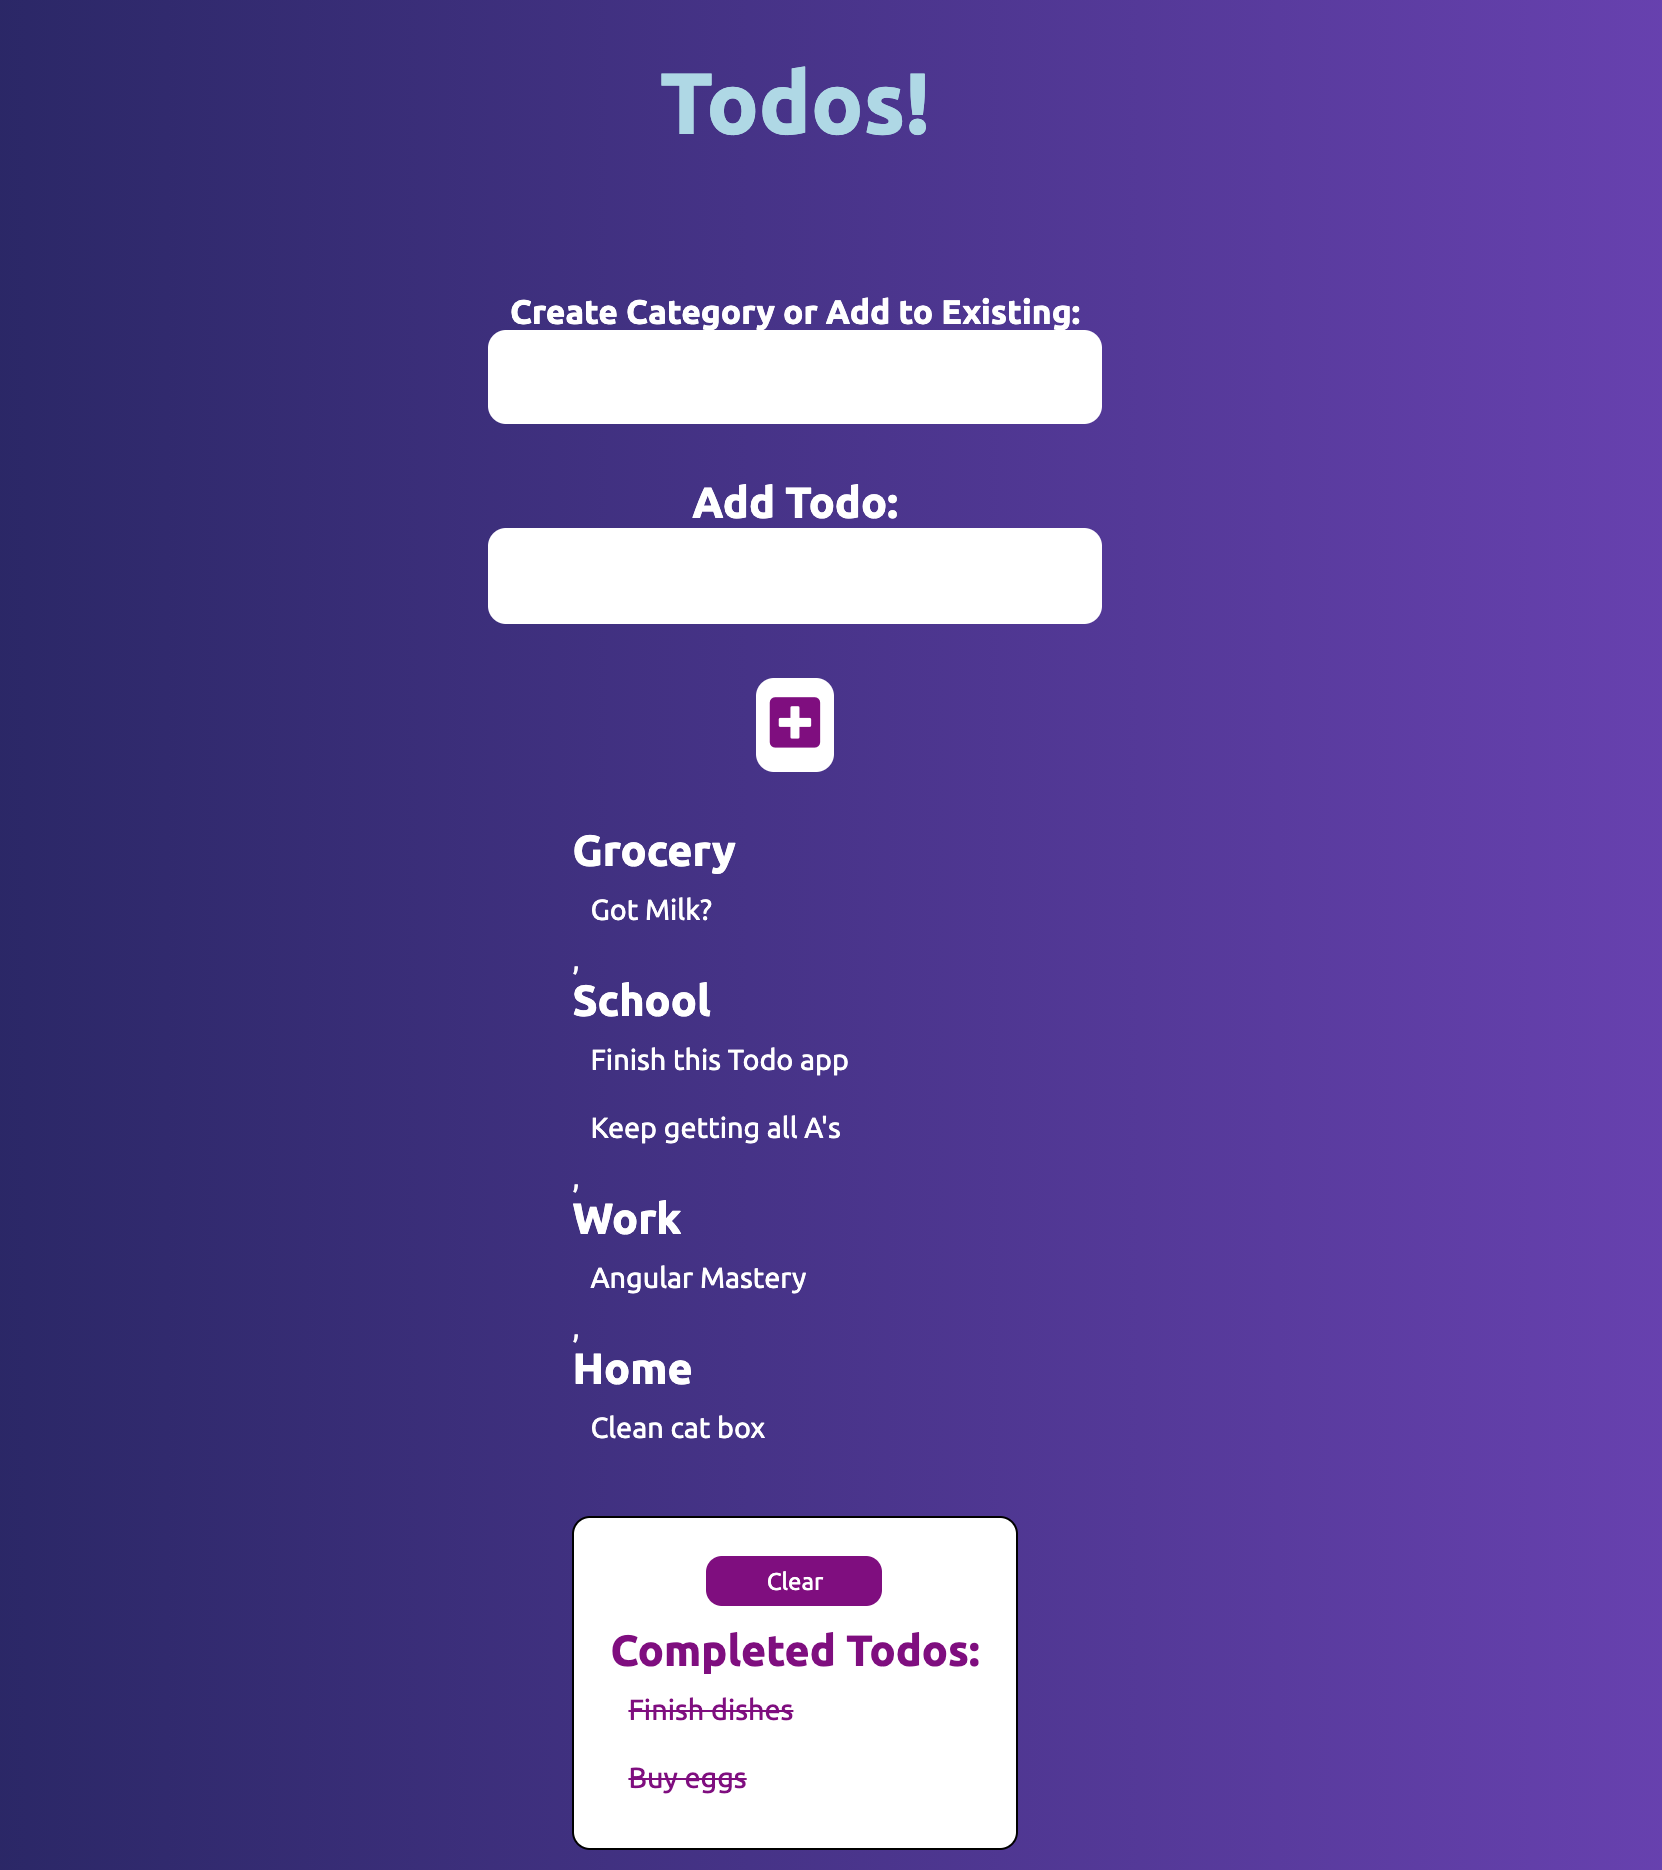 Todos!
Create Category or Add to Existing:
Add Todo:
Grocery
Got Milk?
,
School
Finish this Todo app
Keep getting all A's
,
Work
Angular Mastery
,
Home
Clean cat box
Clear
Completed Todos:
Finish dishes
Buy eggs